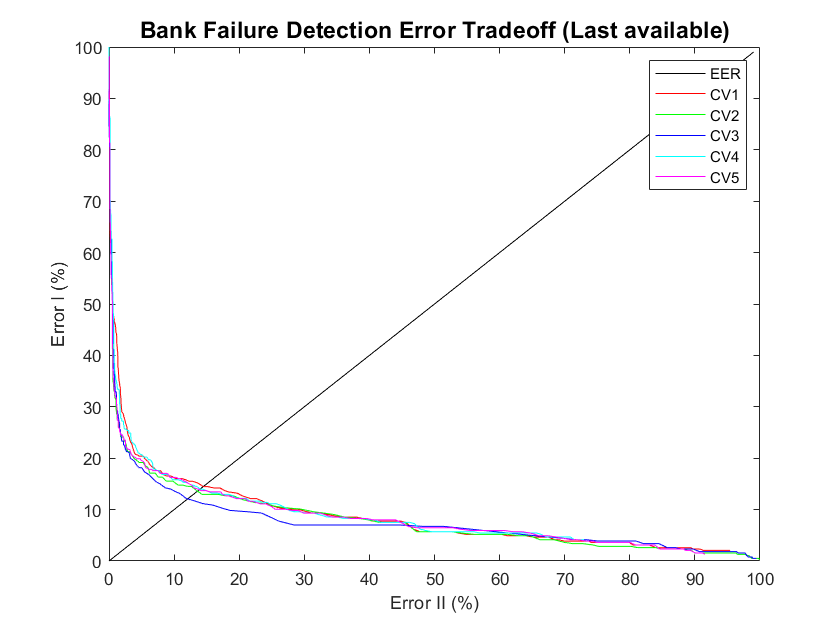 Bank Failure Detection Error Tradeoff (Last available)
100
90
80
70
60
50
40
30
20
10
0
Error I (%)
EER
CV1
CV2
CV3
CV4
CV5
0 10 20 30 40 50 60 70 80 90 100
Error II (%)